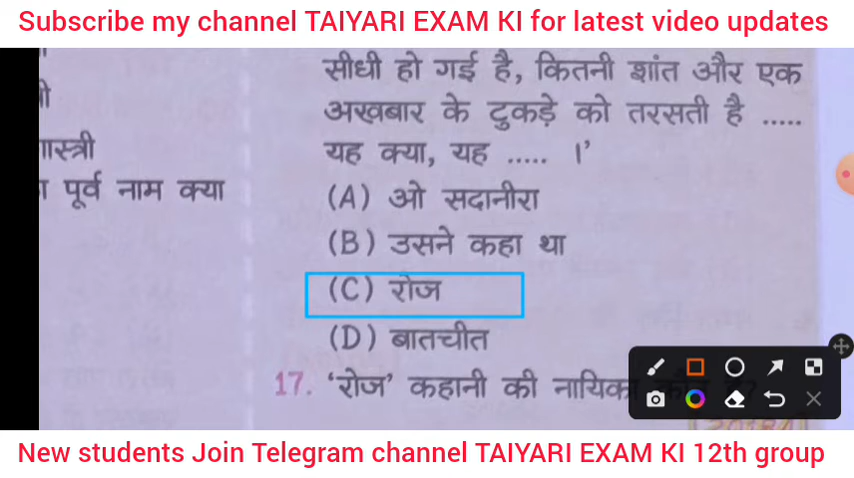 Subscribe my channel TAIYARI EXAM KI for latest video updates
सीधी हो गई है, कितनी शांत और एक
अखबार के टुकड़े को तरसती है .....
यह क्या, यह ..... ।’
(A) ओ सदानीरा
पूर्व नाम क्या
(B) उसने कहा था
(C) रोज
(D) बातचीत
17. ‘रोज’ कहानी की नायिका
New students Join Telegram channel TAIYARI EXAM KI 12th group